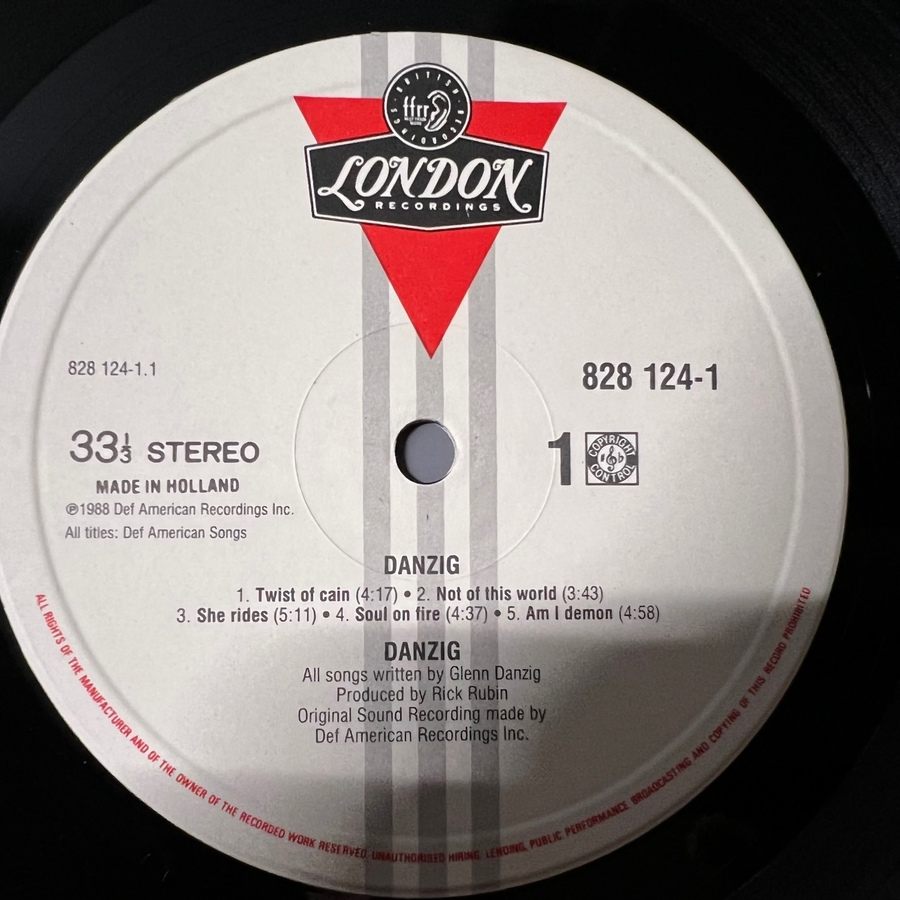 BRITISH RECORDINGS
ffrr
LONDON
RECORDINGS
828 124-1.1
828 124-1
33⅓ STEREO
1
COPYRIGHT
CONTROL
MADE IN HOLLAND
℗1988 Def American Recordings Inc.
All titles: Def American Songs
DANZIG
1. Twist of cain (4:17) • 2. Not of this world (3:43)
3. She rides (5:11) • 4. Soul on fire (4:37) • 5. Am I demon (4:58)
DANZIG
All songs written by Glenn Danzig
Produced by Rick Rubin
Original Sound Recording made by
Def American Recordings Inc.
ALL RIGHTS OF THE MANUFACTURER AND OF THE OWNER OF THE RECORDED WORK RESERVED. UNAUTHORISED HIRING, LENDING, PUBLIC PERFORMANCE BROADCASTING AND COPYING OF THIS RECORD PROHIBITED